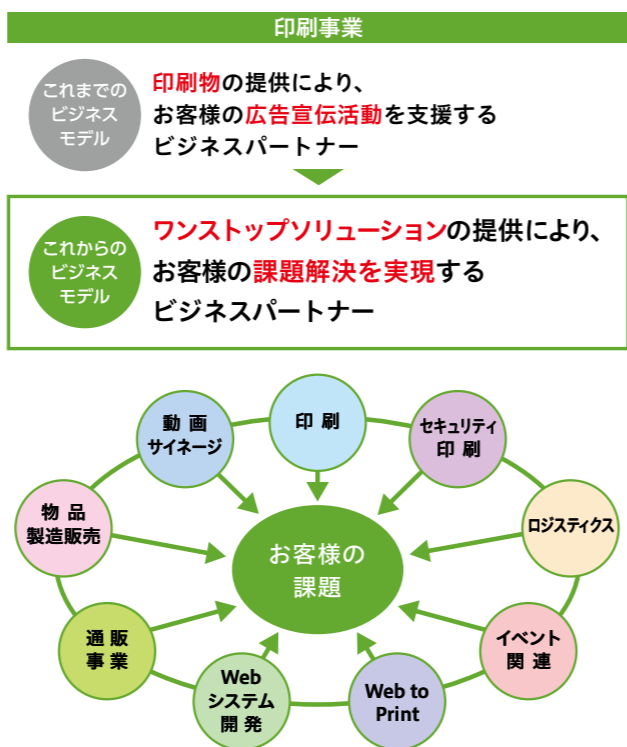 印刷事業
これまでの
ビジネス
モデル
印刷物の提供により、
お客様の広告宣伝活動を支援する
ビジネスパートナー
これからの
ビジネス
モデル
ワンストップソリューションの提供により、
お客様の課題解決を実現する
ビジネスパートナー
印刷
動画
サイネージ
セキュリティ
印刷
物品
製造販売
ロジスティクス
お客様の
課題
通販
事業
イベント
関連
Web
システム
開発
Web to
Print